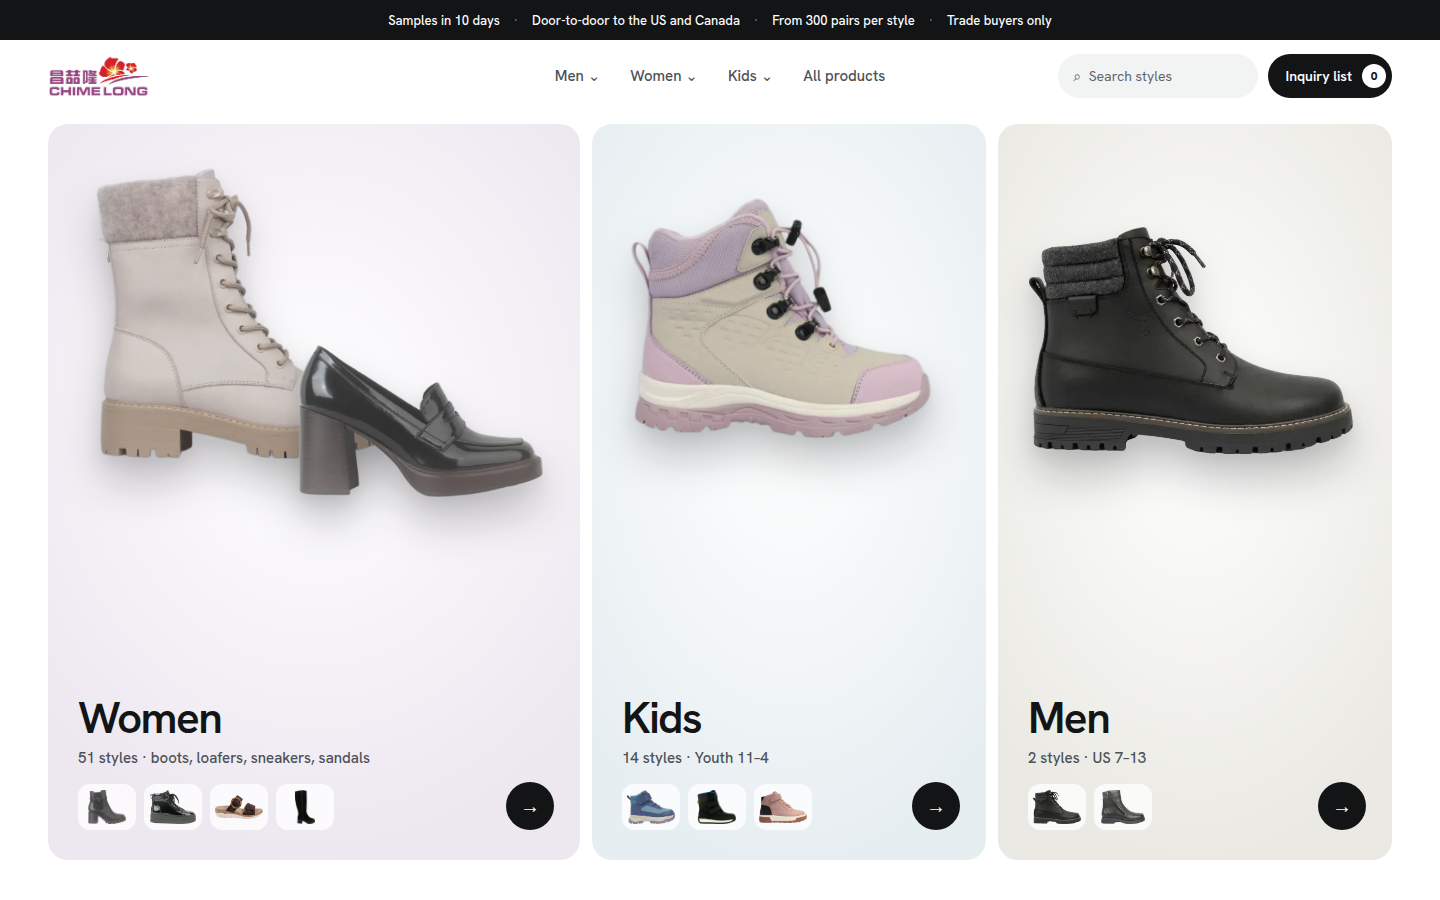 Samples in 10 days · Door-to-door to the US and Canada · From 300 pairs per style · Trade buyers only
昌喆隆
CHIMELONG
Men
Women
Kids
All products
Search styles
Inquiry list 0
Women
51 styles · boots, loafers, sneakers, sandals
Kids
14 styles · Youth 11–4
Men
2 styles · US 7–13